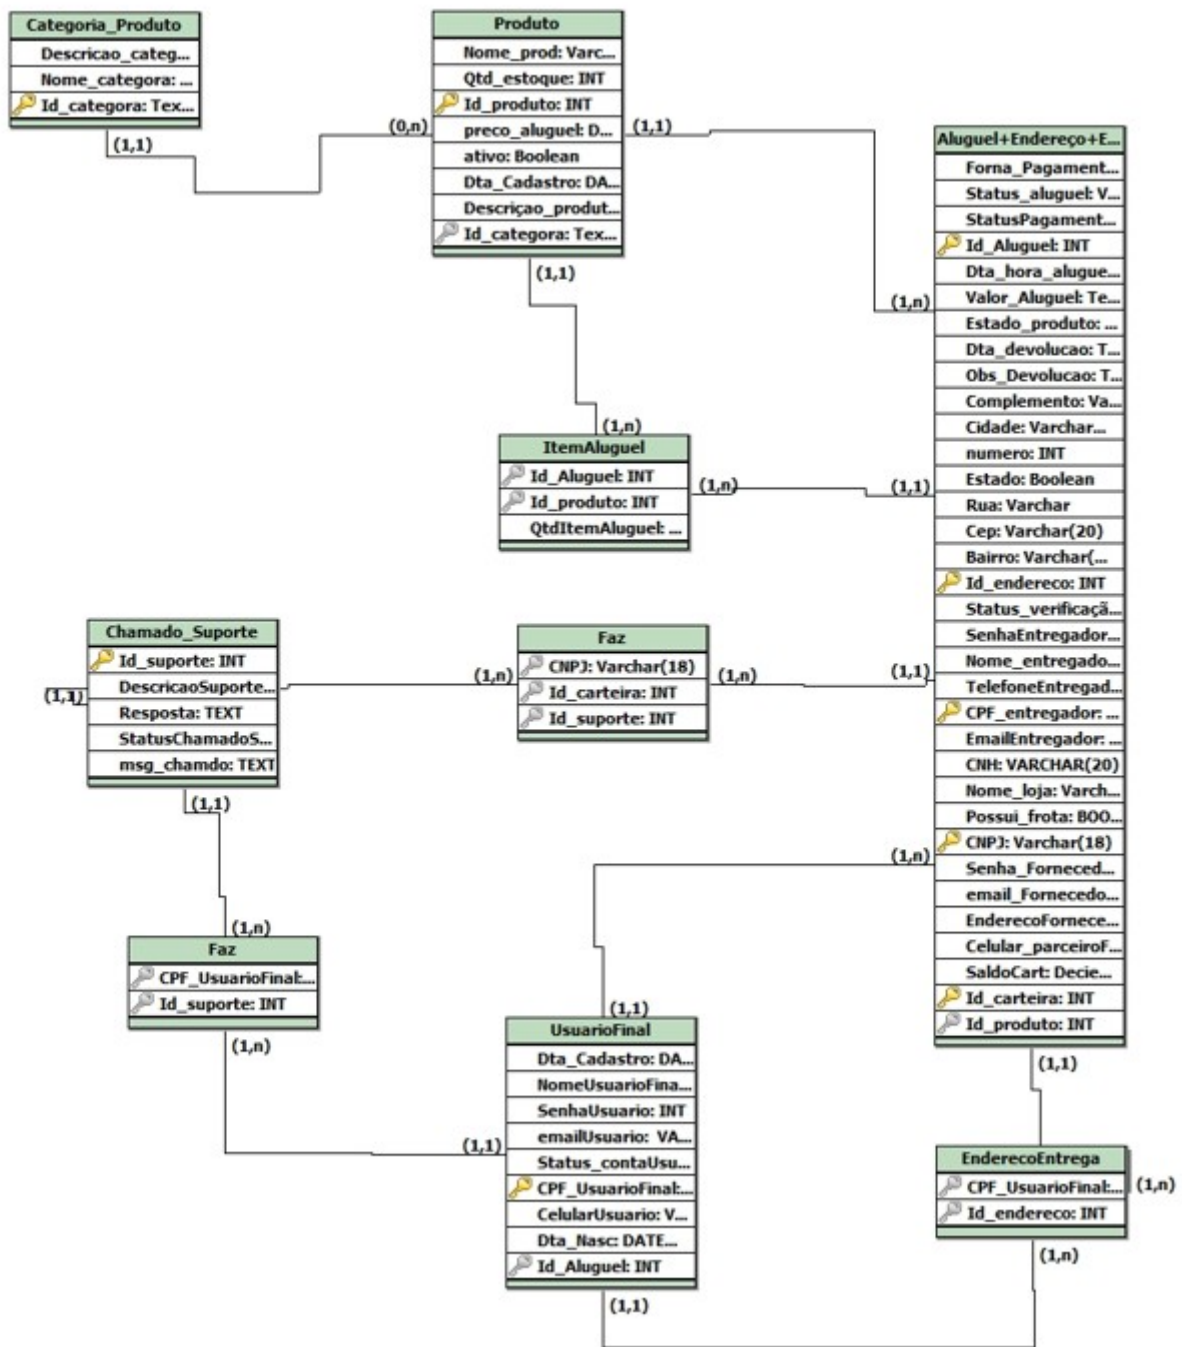 Categoria_Produto
Descricao_categ...
Nome_categora: ...
Id_categora: Tex...
(1,1)
(0,n)
Produto
Nome_prod: Varc...
Qtd_estoque: INT
Id_produto: INT
preco_aluguel: D...
ativo: Boolean
Dta_Cadastro: DA...
Descriçao_produt...
Id_categora: Tex...
(1,1)
(1,1)
(1,n)
Aluguel+Endereço+E...
Forna_Pagament...
Status_aluguel: V...
StatusPagament...
Id_Aluguel: INT
Dta_hora_alugue...
Valor_Aluguel: Te...
Estado_produto: ...
Dta_devolucao: T...
Obs_Devolucao: T...
Complemento: Va...
Cidade: Varchar...
numero: INT
Estado: Boolean
Rua: Varchar
Cep: Varchar(20)
Bairro: Varchar(...
Id_endereco: INT
Status_verificaçã...
SenhaEntregador...
Nome_entregado...
TelefoneEntregad...
CPF_entregador: ...
EmailEntregador: ...
CNH: VARCHAR(20)
Nome_loja: Varch...
Possui_frota: BOO...
CNPJ: Varchar(18)
Senha_Forneced...
email_Fornecedo...
EnderecoFornece...
Celular_parceiroF...
SaldoCart: Decie...
Id_carteira: INT
Id_produto: INT
(1,n)
ItemAluguel
Id_Aluguel: INT
Id_produto: INT
QtdItemAluguel: ...
(1,n)
(1,1)
Chamado_Suporte
Id_suporte: INT
DescricaoSuporte...
Resposta: TEXT
StatusChamadoS...
msg_chamdo: TEXT
(1,1)
(1,n)
Faz
CNPJ: Varchar(18)
Id_carteira: INT
Id_suporte: INT
(1,n)
(1,1)
(1,1)
(1,n)
Faz
CPF_UsuarioFinal:...
Id_suporte: INT
(1,n)
(1,n)
(1,1)
UsuarioFinal
Dta_Cadastro: DA...
NomeUsuarioFina...
SenhaUsuario: INT
emailUsuario: VA...
Status_contaUsu...
CPF_UsuarioFinal:...
CelularUsuario: V...
Dta_Nasc: DATE...
Id_Aluguel: INT
(1,1)
(1,1)
(1,1)
EnderecoEntrega
CPF_UsuarioFinal:...
Id_endereco: INT
(1,n)
(1,n)